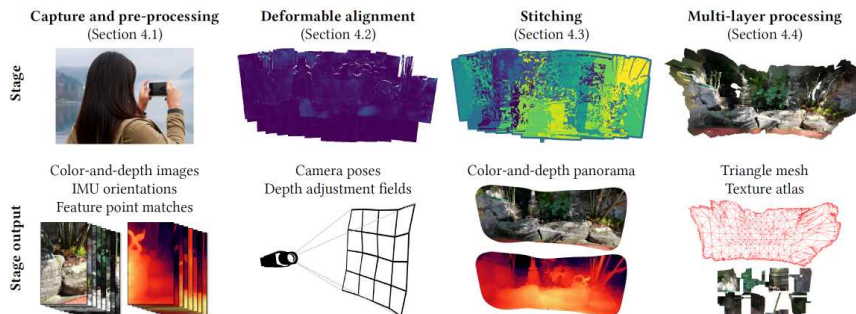 Capture and pre-processing
(Section 4.1)
Deformable alignment
(Section 4.2)
Stitching
(Section 4.3)
Multi-layer processing
(Section 4.4)
Stage
Color-and-depth images
IMU orientations
Feature point matches
Camera poses
Depth adjustment fields
Color-and-depth panorama
Triangle mesh
Texture atlas
Stage output